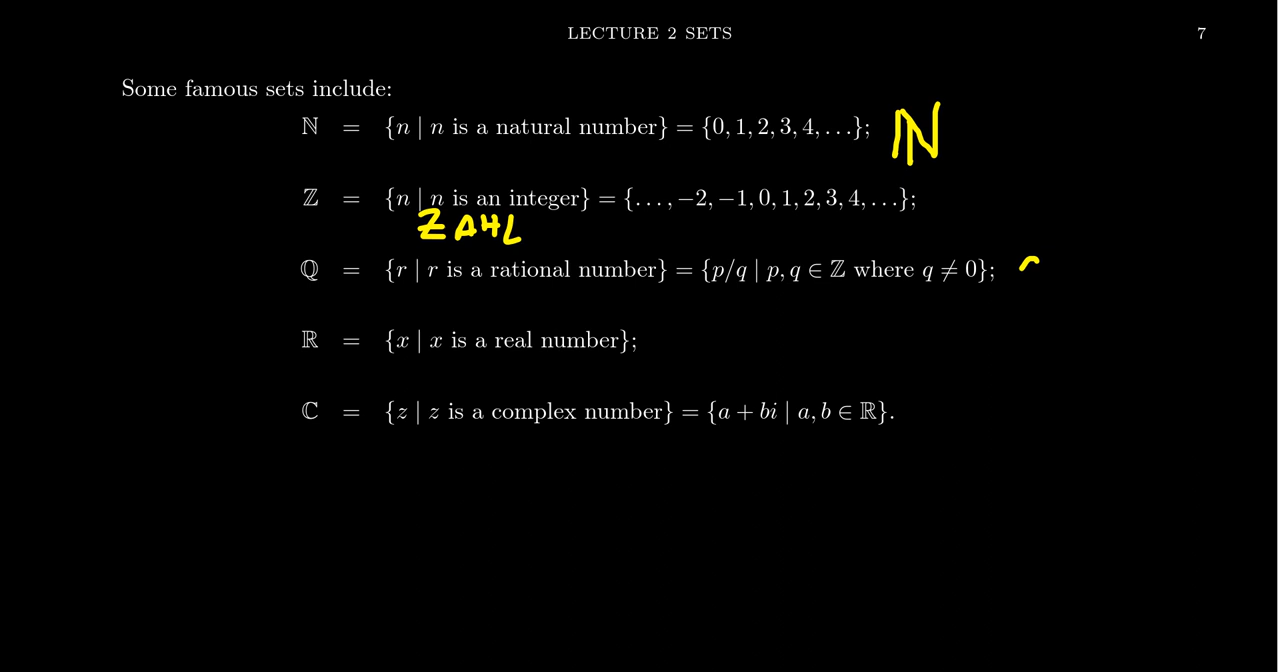 LECTURE 2 SETS 7
Some famous sets include:
ℕ = {n | n is a natural number} = {0, 1, 2, 3, 4, . . .}; ℕ
ℤ = {n | n is an integer} = {. . . , −2, −1, 0, 1, 2, 3, 4, . . .};
ZAHL
ℚ = {r | r is a rational number} = {p/q | p, q ∈ ℤ where q ≠ 0};
ℝ = {x | x is a real number};
ℂ = {z | z is a complex number} = {a + bi | a, b ∈ ℝ}.